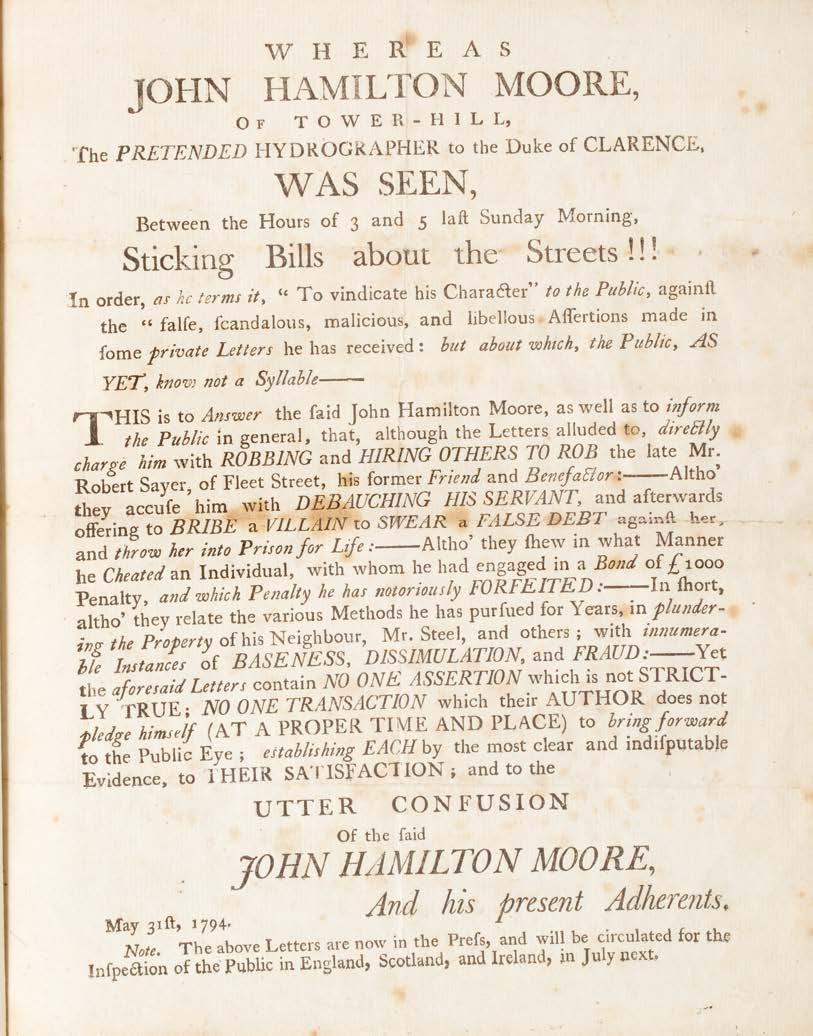 WHEREAS
JOHN HAMILTON MOORE,
OF TOWER-HILL,
The PRETENDED HYDROGRAPHER to the Duke of CLARENCE,
WAS SEEN,
Between the Hours of 3 and 5 laſt Sunday Morning,
Sticking Bills about the Streets!!!
In order, as he terms it, “ To vindicate his Character” to the Public, againſt
the “ falſe, ſcandalous, malicious, and libellous Aſſertions made in
ſome private Letters he has received: but about which, the Public, AS
YET, know not a Syllable——
THIS is to Anſwer the ſaid John Hamilton Moore, as well as to inform
the Public in general, that, although the Letters alluded to, directly
charge him with ROBBING and HIRING OTHERS TO ROB the late Mr.
Robert Sayer, of Fleet Street, his former Friend and Benefactor:——Altho’
they accuſe him with DEBAUCHING HIS SERVANT, and afterwards
offering to BRIBE a VILLAIN to SWEAR a FALSE DEBT againſt her,
and throw her into Priſon for Life:——Altho’ they ſhew in what Manner
he Cheated an Individual, with whom he had engaged in a Bond of £1000
Penalty, and which Penalty he has notoriouſly FORFEITED:——In ſhort,
altho’ they relate the various Methods he has purſued for Years, in plunder-
ing the Property of his Neighbour, Mr. Steel, and others; with innumera-
ble Inſtances of BASENESS, DISSIMULATION, and FRAUD:——Yet
the aforeſaid Letters contain NO ONE ASSERTION which is not STRICT-
LY TRUE; NO ONE TRANSACTION which their AUTHOR does not
pledge himſelf (AT A PROPER TIME AND PLACE) to bring forward
to the Public Eye; eſtabliſhing EACH by the most clear and indiſputable
Evidence, to THEIR SATISFACTION; and to the
UTTER CONFUSION
Of the ſaid
JOHN HAMILTON MOORE,
And his preſent Adherents.
May 31ſt, 1794.
Note. The above Letters are now in the Preſs, and will be circulated for the
Inſpection of the Public in England, Scotland, and Ireland, in July next.